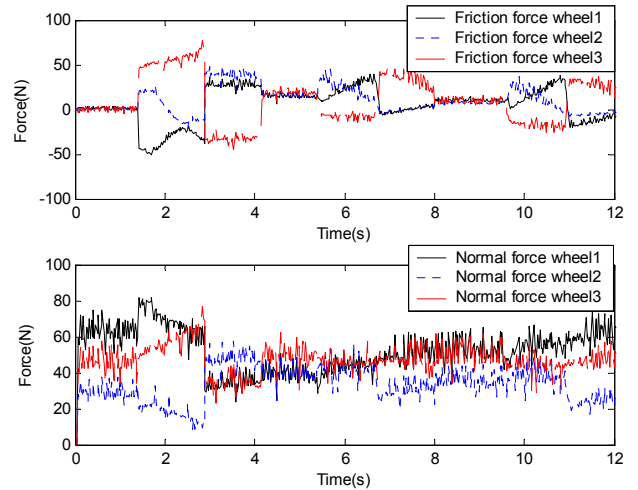 Friction force wheel1
Friction force wheel2
Friction force wheel3
100
50
0
-50
-100
Force(N)
0 2 4 6 8 10 12
Time(s)
Normal force wheel1
Normal force wheel2
Normal force wheel3
100
80
60
40
20
0
Force(N)
0 2 4 6 8 10 12
Time(s)